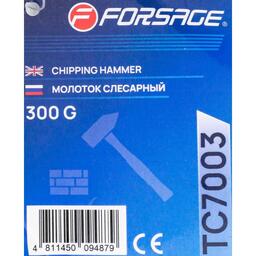 FORSAGE
CHIPPING HAMMER
МОЛОТОК СЛЕСАРНЫЙ
300 G
TC7003
4 811450 094879
CE